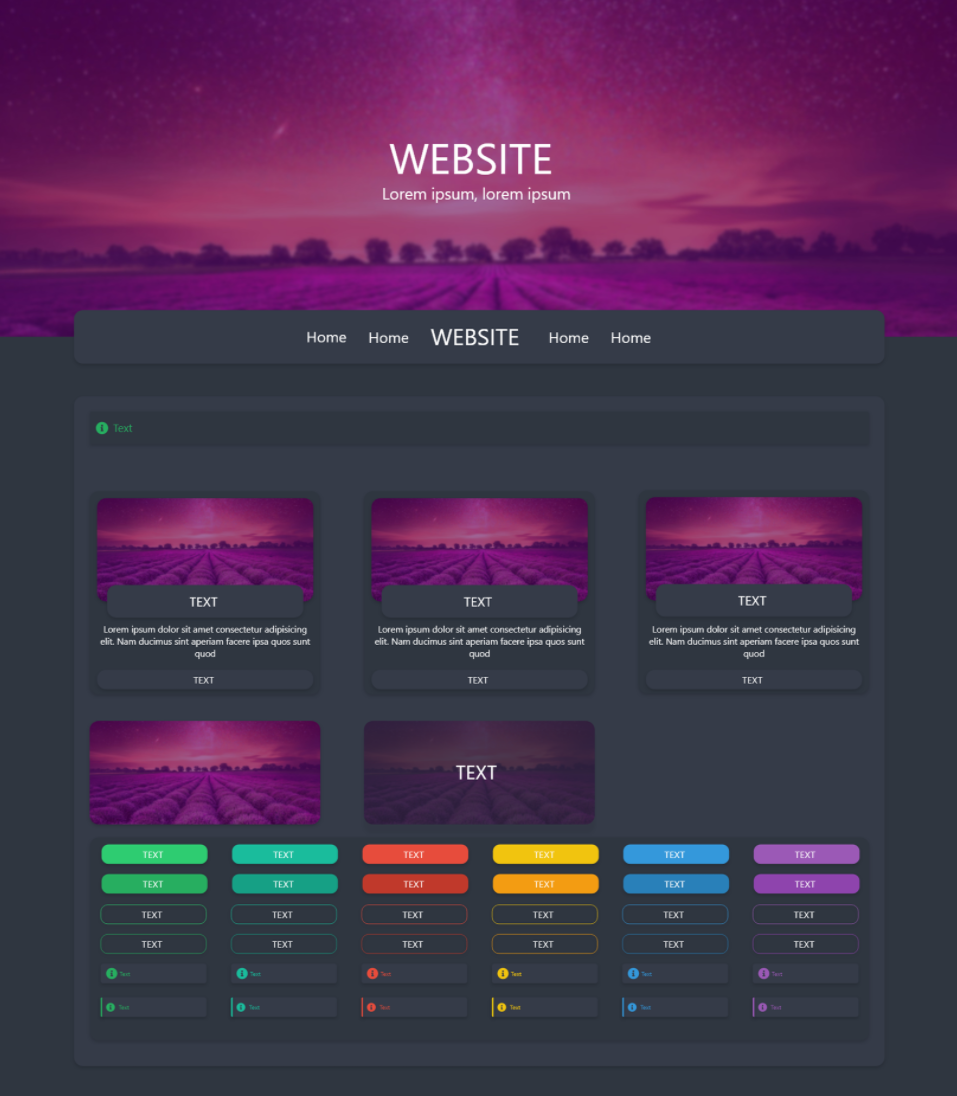 WEBSITE
Lorem ipsum, lorem ipsum
Home Home WEBSITE Home Home
Text
TEXT
Lorem ipsum dolor sit amet consectetur adipisicing
elit. Nam ducimus sint aperiam facere ipsa quos sunt
quod
TEXT
TEXT
Lorem ipsum dolor sit amet consectetur adipisicing
elit. Nam ducimus sint aperiam facere ipsa quos sunt
quod
TEXT
TEXT
Lorem ipsum dolor sit amet consectetur adipisicing
elit. Nam ducimus sint aperiam facere ipsa quos sunt
quod
TEXT
TEXT
TEXT TEXT TEXT TEXT TEXT TEXT
TEXT TEXT TEXT TEXT TEXT TEXT
TEXT TEXT TEXT TEXT TEXT TEXT
TEXT TEXT TEXT TEXT TEXT TEXT
Text Text Text Text Text Text
Text Text Text Text Text Text